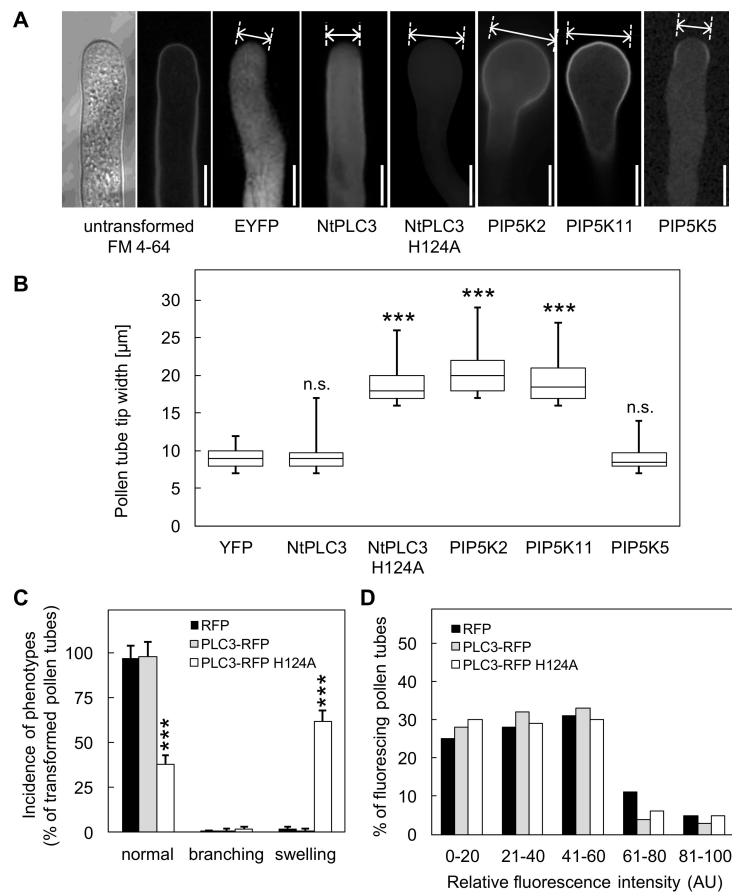 A
untransformed
FM 4-64
EYFP
NtPLC3
NtPLC3
H124A
PIP5K2
PIP5K11
PIP5K5
B
Pollen tube tip width [µm]
30
25
20
15
10
5
0
n.s.
***
***
***
n.s.
YFP
NtPLC3
NtPLC3
H124A
PIP5K2
PIP5K11
PIP5K5
C
Incidence of phenotypes
(% of transformed pollen tubes)
100
75
50
25
0
RFP
PLC3-RFP
PLC3-RFP H124A
***
***
normal
branching
swelling
D
% of fluorescing pollen tubes
50
40
30
20
10
0
RFP
PLC3-RFP
PLC3-RFP H124A
0-20
21-40
41-60
61-80
81-100
Relative fluorescence intensity (AU)